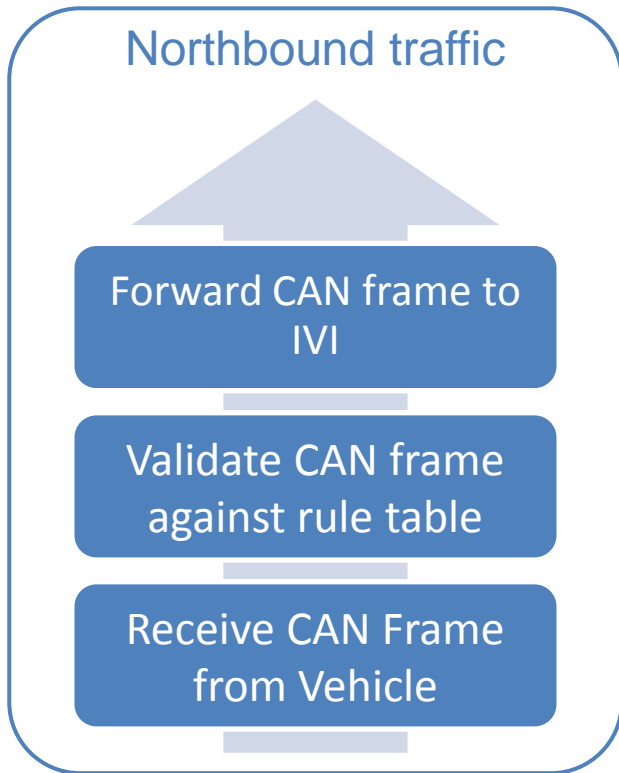 Northbound traffic
Forward CAN frame to
IVI
Validate CAN frame
against rule table
Receive CAN Frame
from Vehicle